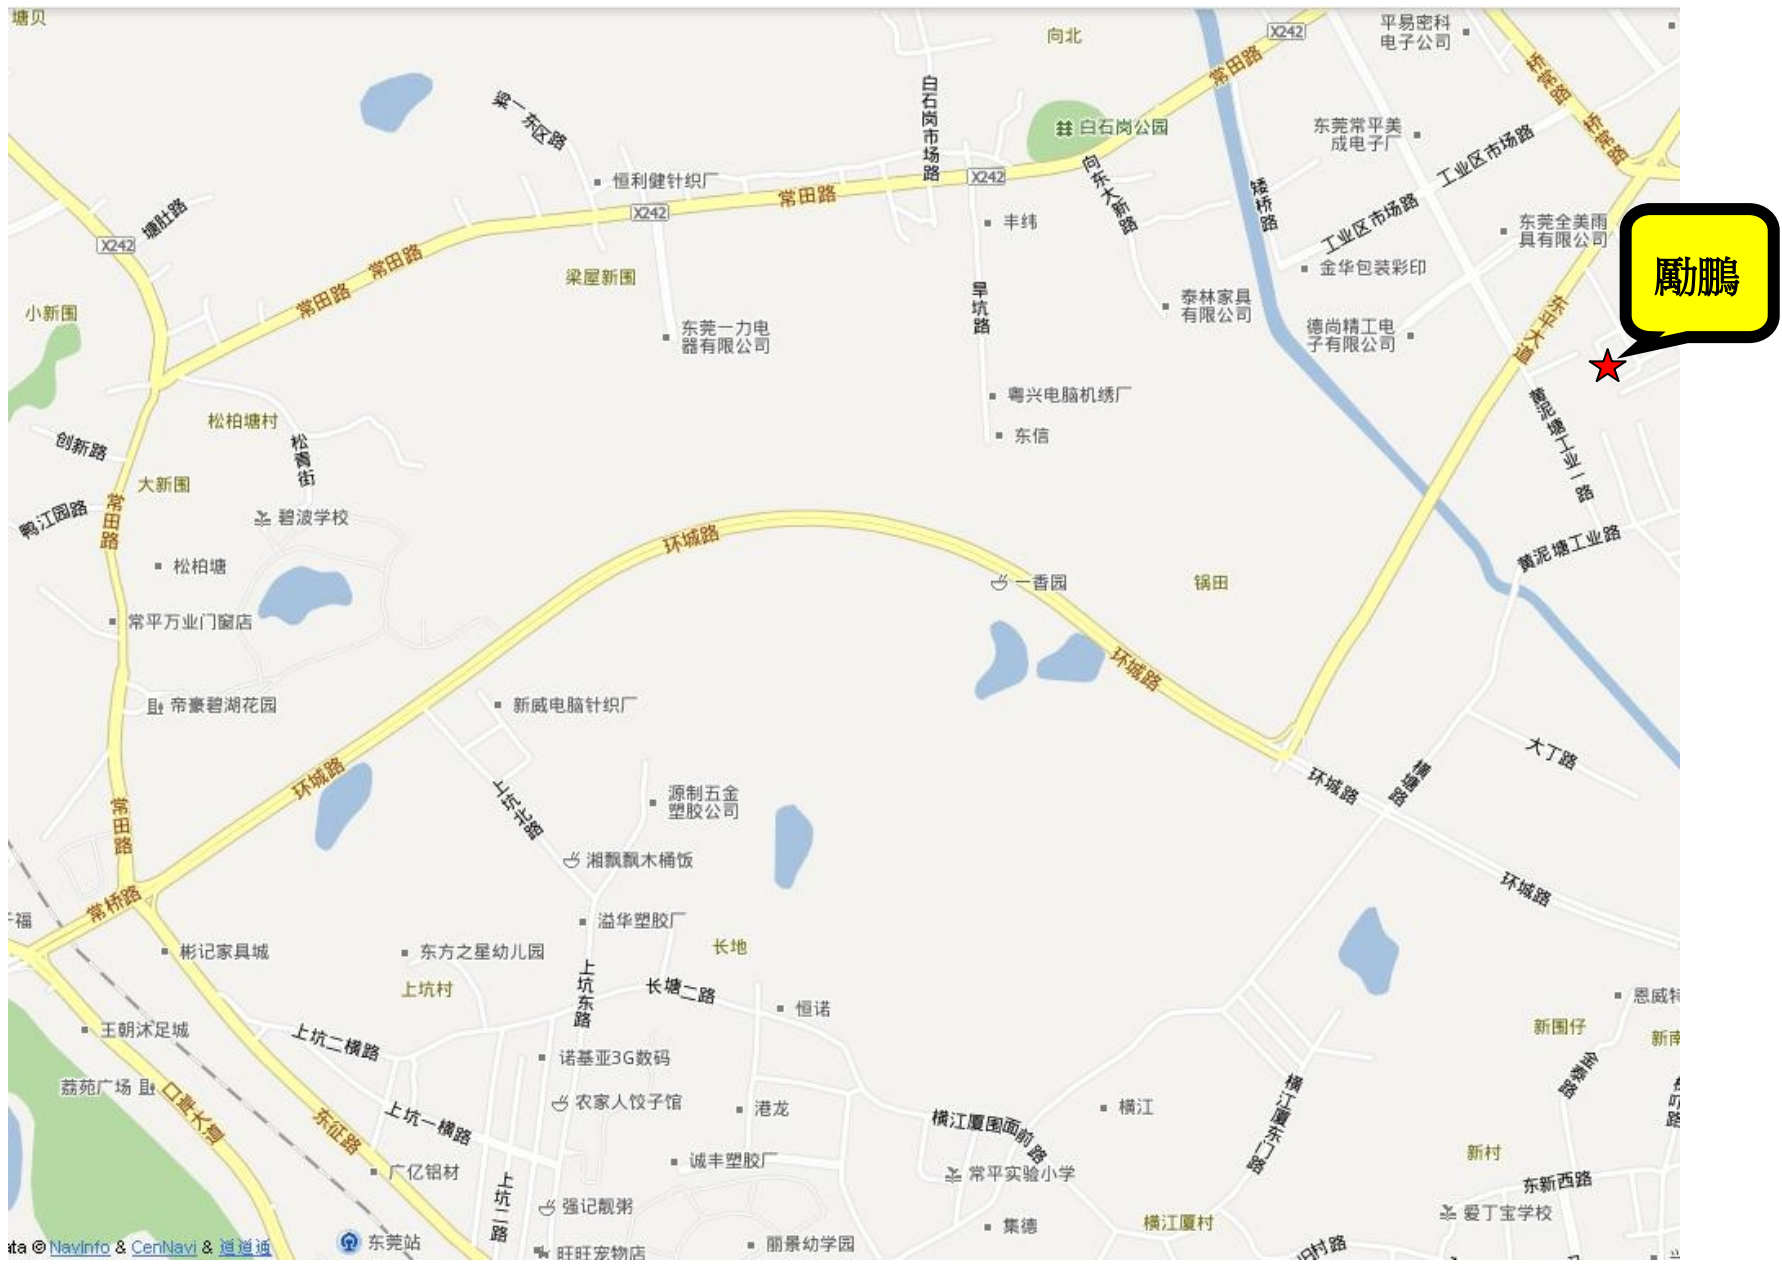 塘贝
向北
X242
平易密科
电子公司
常田路
桥常路
梁一东区路
白石岗市场路
白石岗公园
东莞常平美
成电子厂
工业区市场路
桥常路
恒利健针织厂
X242
常田路
X242
向东大新路
矮桥路
塘肚路
X242
丰纬
工业区市场路
东莞全美雨
具有限公司
常田路
梁屋新围
金华包装彩印
厲勵鵬
常田路
小新围
旱坑路
泰林家具
有限公司
东莞一力电
器有限公司
德尚精工电
子有限公司
东平大道
粤兴电脑机绣厂
黄泥塘工业一路
松柏塘村
创新路
松青街
东信
大新围
鸭江园路
常田路
碧波学校
环城路
黄泥塘工业路
松柏塘
一香园
锅田
常平万业门窗店
环城路
帝豪碧湖花园
新威电脑针织厂
大丁路
环城路
上坑北路
源制五金
塑胶公司
环城路
横塘路
常田路
湘飘飘木桶饭
常桥路
环城路
福
溢华塑胶厂
彬记家具城
东方之星幼儿园
长地
上坑村
上坑东路
长塘二路
恒诺
恩威特
王朝沐足城
上坑二横路
新围仔
新南
诺基亚3G数码
金泰路
荔苑广场
口岸大道
农家人饺子馆
港龙
横江
横江厦东门路
东征路
上坑一横路
横江厦围面前路
诚丰塑胶厂
新村
广亿铝材
常平实验小学
上坑二路
东新西路
强记靓粥
集德
横江厦村
爱丁宝学校
东莞站
旺旺宠物店
丽景幼学园
旧村路
ata © NavInfo & CenNavi & 道道通